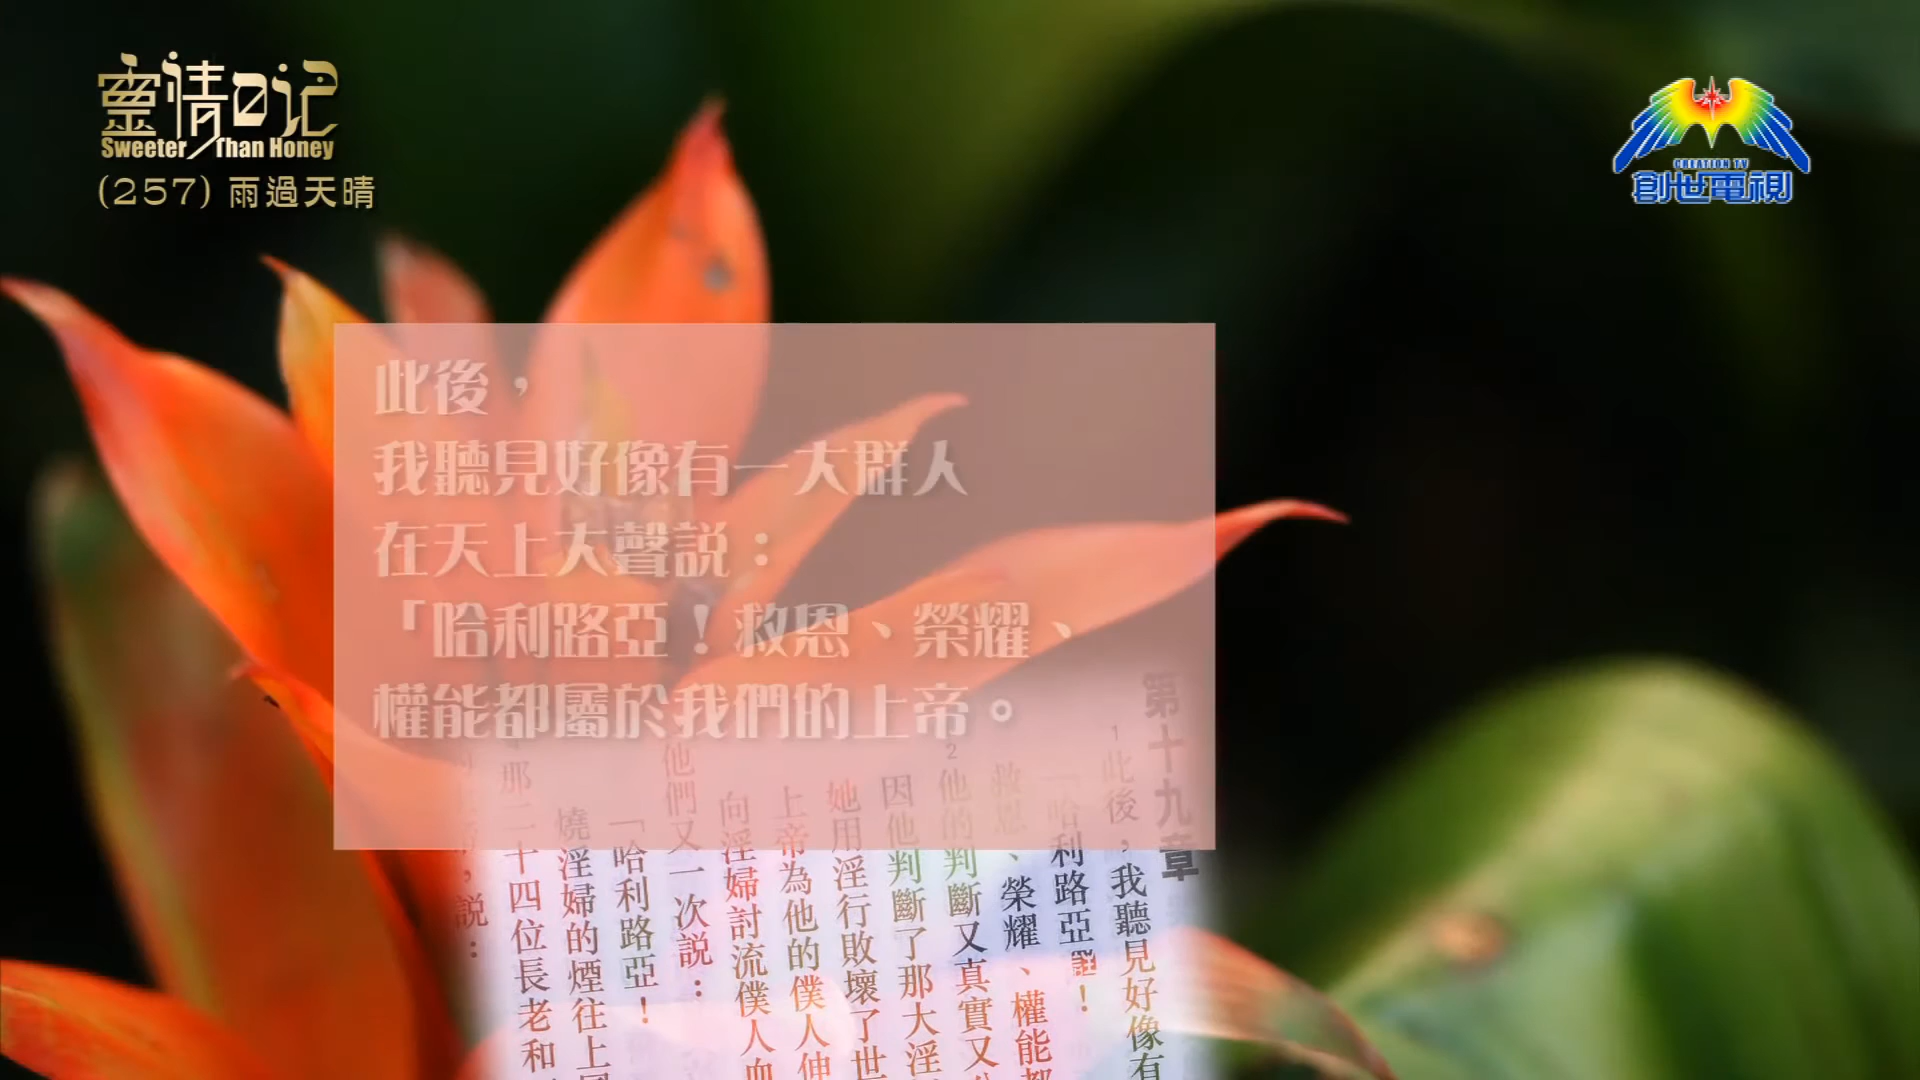 靈情日记
Sweeter Than Honey
(257) 雨過天晴
CREATION TV
創世電視
此後，
我聽見好像有一大群人
在天上大聲説：
「哈利路亞！救恩、榮耀、
權能都屬於我們的上帝。
第十九章
1 此後，我聽見好像有
「哈利路亞！
救恩、榮耀、權能都
2 他的判斷又真實又
因他判斷了那大淫
她用淫行敗壞了世
上帝為他的僕人伸
向淫婦討流僕人血
他們又一次説：
「哈利路亞！
燒淫婦的煙往上
那二十四位長老和
，説：